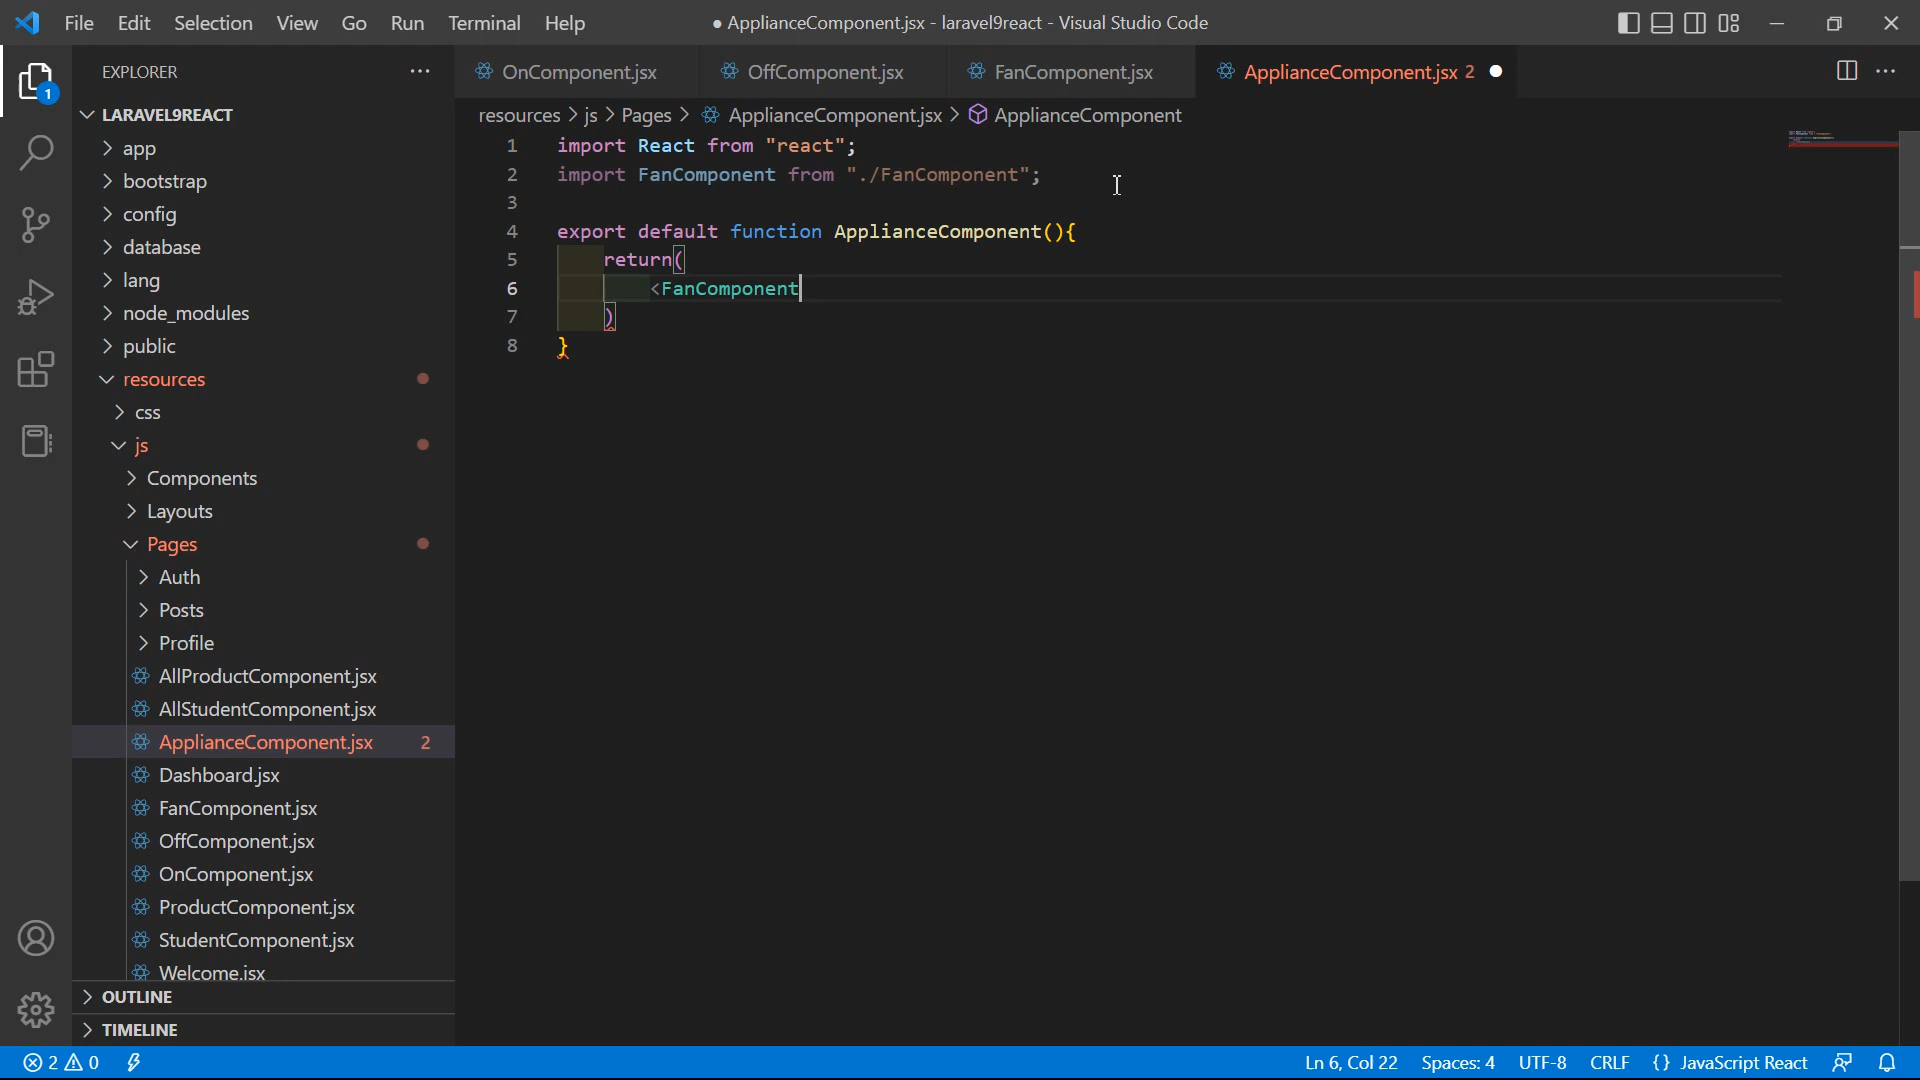 File Edit Selection View Go Run Terminal Help
● ApplianceComponent.jsx - laravel9react - Visual Studio Code
EXPLORER
OnComponent.jsx
OffComponent.jsx
FanComponent.jsx
ApplianceComponent.jsx 2
resources > js > Pages > ApplianceComponent.jsx > ApplianceComponent
1
LARAVEL9REACT
app
bootstrap
config
database
lang
node_modules
public
resources
css
js
Components
Layouts
Pages
Auth
Posts
Profile
AllProductComponent.jsx
AllStudentComponent.jsx
ApplianceComponent.jsx 2
Dashboard.jsx
FanComponent.jsx
OffComponent.jsx
OnComponent.jsx
ProductComponent.jsx
StudentComponent.jsx
Welcome.jsx
OUTLINE
TIMELINE
1 import React from "react";
2 import FanComponent from "./FanComponent";
3
4 export default function ApplianceComponent(){
5 return(
6 <FanComponent
7 )
8 }
2 0
Ln 6, Col 22 Spaces: 4 UTF-8 CRLF {} JavaScript React